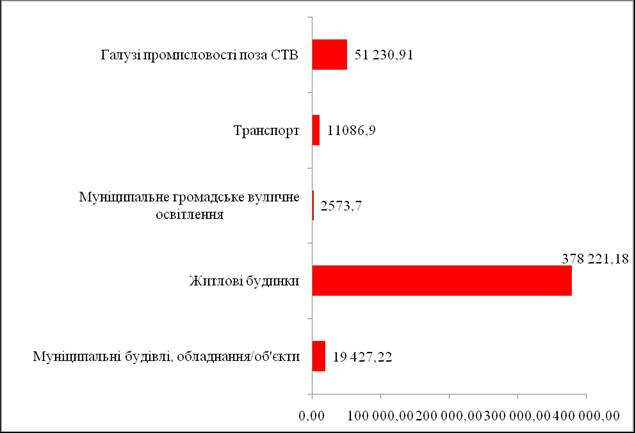 Галузі промисловості поза СТВ
51 230,91
Транспорт
11086,9
Муніципальне громадське вуличне
освітлення
2573,7
378 221,18
Житлові будинки
Муніципальні будівлі, обладнання/об'єкти
19 427,22
0,00 100 000,00 200 000,00 300 000,00 400 000,00